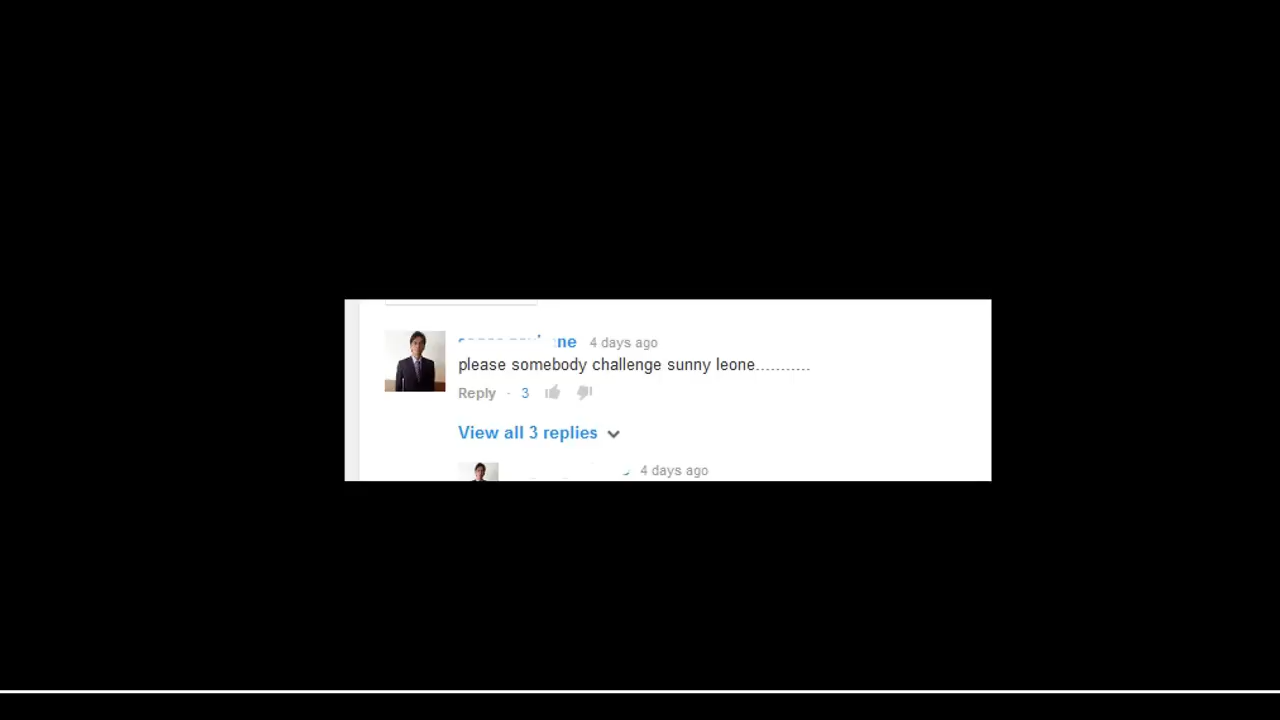 4 days ago
please somebody challenge sunny leone...........
Reply · 3
View all 3 replies
4 days ago